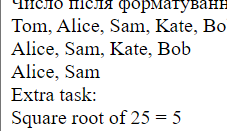 Число після форматуванн
Tom, Alice, Sam, Kate, Bo
Alice, Sam, Kate, Bob
Alice, Sam
Extra task:
Square root of 25 = 5